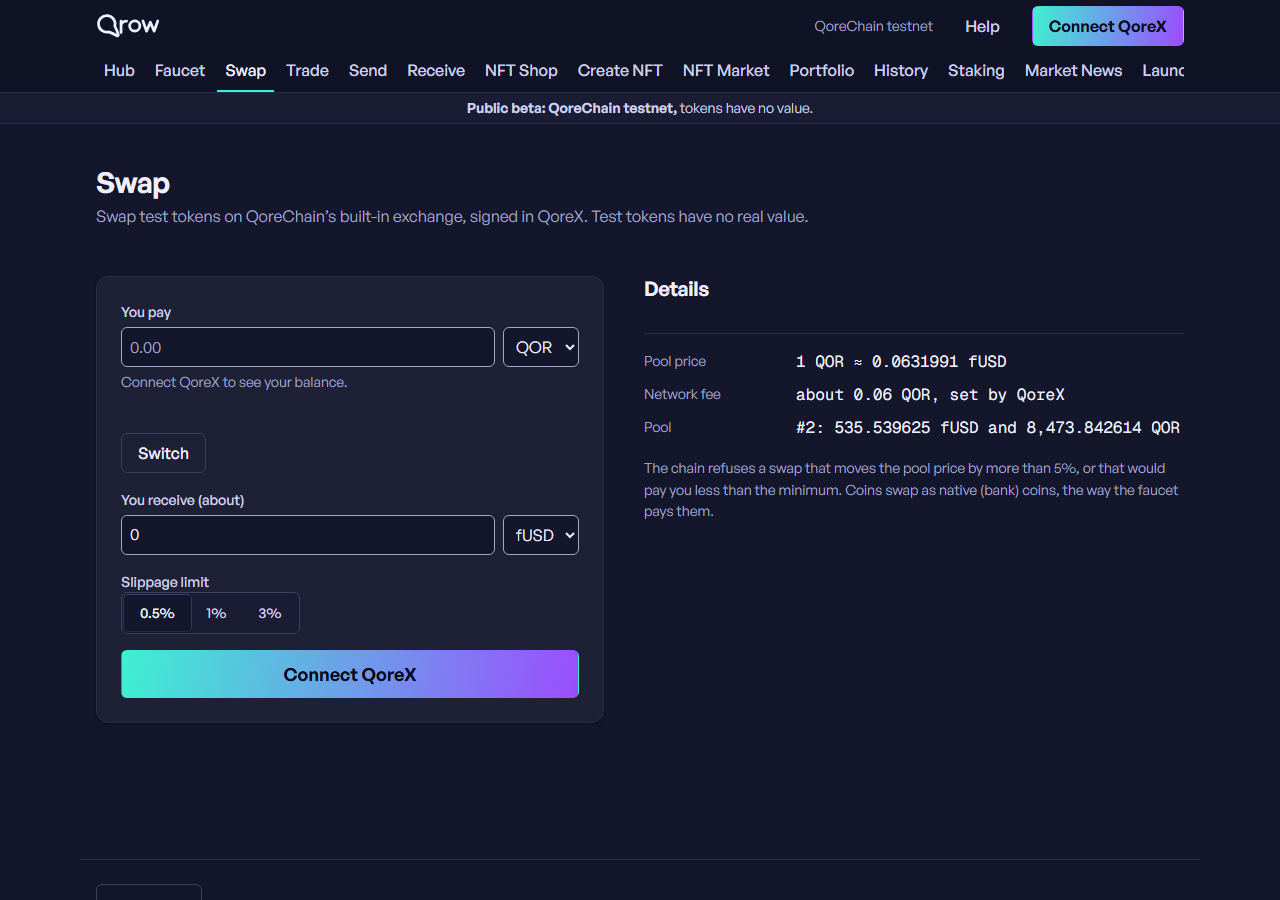 Qrow
QoreChain testnet
Help
Connect QoreX
Hub Faucet Swap Trade Send Receive NFT Shop Create NFT NFT Market Portfolio History Staking Market News
Public beta: QoreChain testnet, tokens have no value.
Swap
Swap test tokens on QoreChain’s built-in exchange, signed in QoreX. Test tokens have no real value.
You pay
0.00 QOR
Connect QoreX to see your balance.
Switch
You receive (about)
0 fUSD
Slippage limit
0.5% 1% 3%
Connect QoreX
Details
Pool price 1 QOR ≈ 0.0631991 fUSD
Network fee about 0.06 QOR, set by QoreX
Pool #2: 535.539625 fUSD and 8,473.842614 QOR
The chain refuses a swap that moves the pool price by more than 5%, or that would
pay you less than the minimum. Coins swap as native (bank) coins, the way the faucet
pays them.